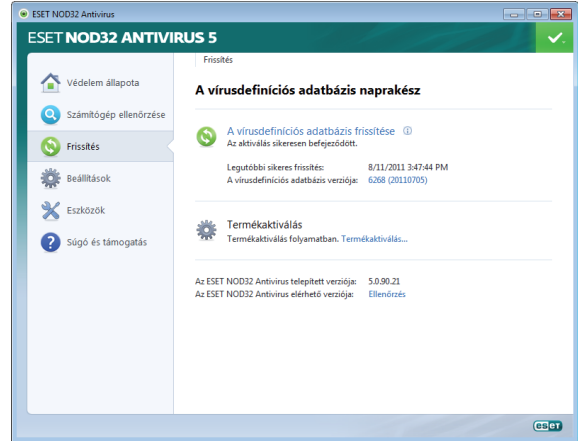 ESET NOD32 Antivirus
ESET NOD32 ANTIVIRUS 5
Védelem állapota
Számítógép ellenőrzése
Frissítés
Beállítások
Eszközök
Súgó és támogatás
Frissítés
A vírusdefiníciós adatbázis naprakész
A vírusdefiníciós adatbázis frissítése
Az aktiválás sikeresen befejeződött.
Legutóbbi sikeres frissítés: 8/11/2011 3:47:44 PM
A vírusdefiníciós adatbázis verziója: 6268 (20110705)
Termékaktiválás
Termékaktiválás folyamatban. Termékaktiválás...
Az ESET NOD32 Antivirus telepített verziója: 5.0.90.21
Az ESET NOD32 Antivirus elérhető verziója: Ellenőrzés
eset